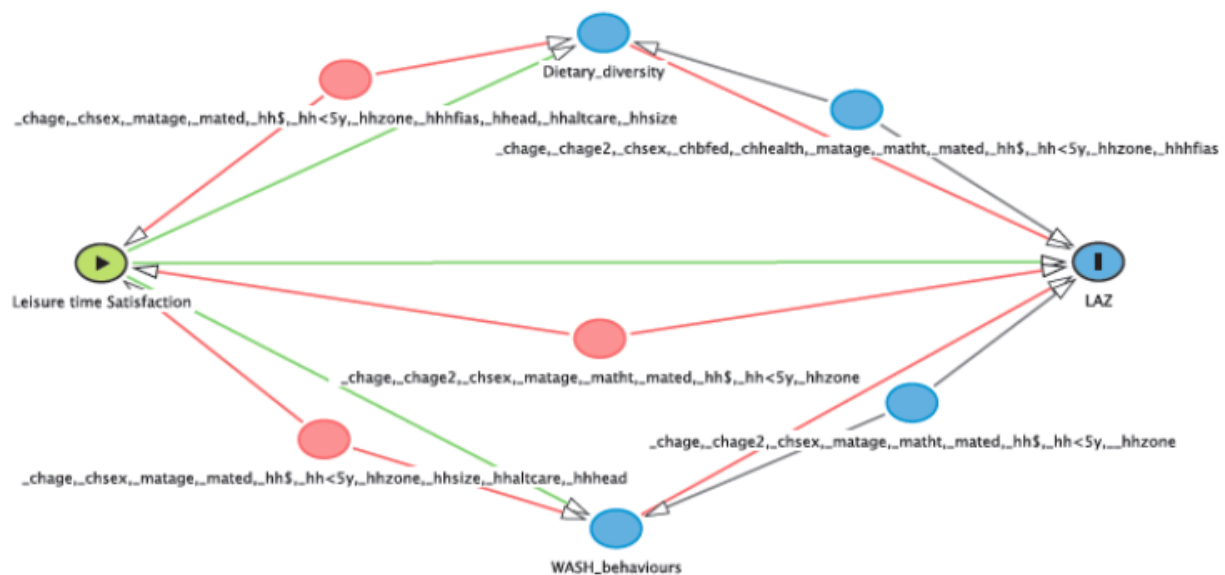 Dietary_diversity
_chage,_chsex,_matage,_mated,_hh$,_hh<5y,_hhzone,_hhhfias,_hhead,_hhaltcare,_hhsize
_chage,_chage2,_chsex,_chbfed,_chhealth,_matage,_matht,_mated,_hh$,_hh<5y,_hhzone,_hhhfias
Leisure time Satisfaction
LAZ
_chage,_chage2,_chsex,_matage,_matht,_mated,_hh$,_hh<5y,_hhzone
_chage,_chage2,_chsex,_matage,_matht,_mated,_hh$,_hh<5y,__hhzone
_chage,_chsex,_matage,_mated,_hh$,_hh<5y,_hhzone,_hhsize,_hhaltcare,_hhhead
WASH_behaviours